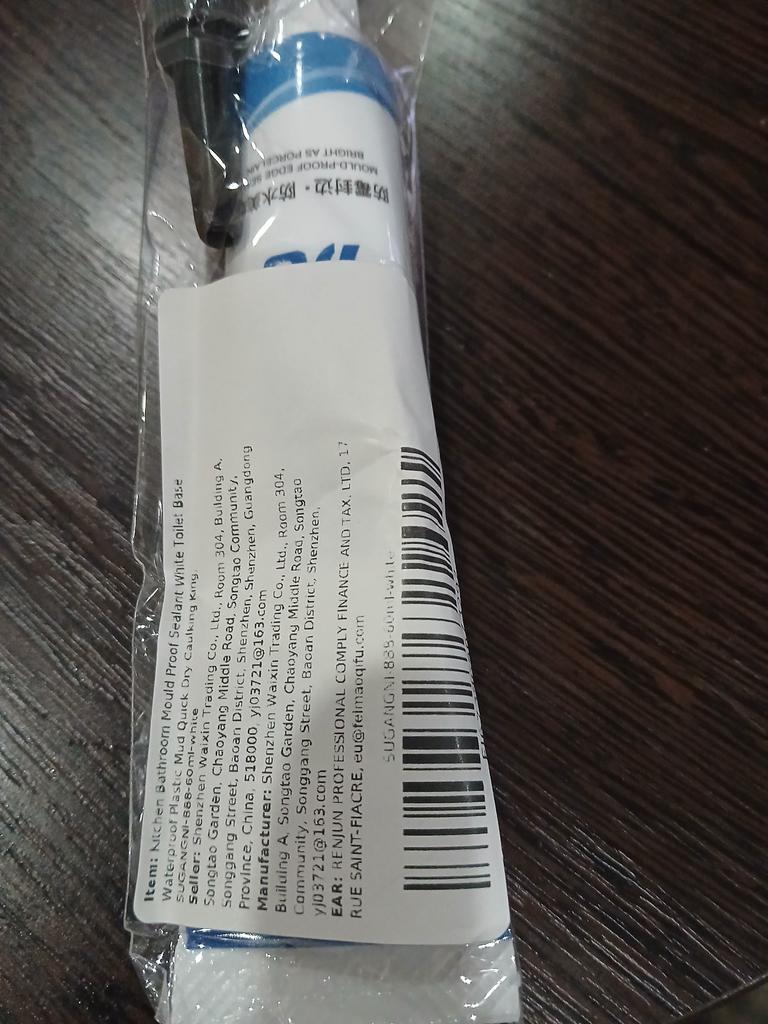 防霉封边·防水美
MOULD-PROOF EDGE SE
BRIGHT AS PORCELAIN
Item: Kitchen Bathroom Mould Proof Sealant White Toilet Base
Waterproof Plastic Mud Quick Dry Caulking King,
SUGANGNI-888-60ml-white
Seller: Shenzhen Waixin Trading Co., Ltd., Room 304, Building A,
Songtao Garden, Chaoyang Middle Road, Songtao Community,
Songgang Street, Baoan District, Shenzhen, Shenzhen, Guangdong
Province, China, 518000, yj03721@163.com
Manufacturer: Shenzhen Waixin Trading Co., Ltd., Room 304,
Building A, Songtao Garden, Chaoyang Middle Road, Songtao
Community, Songgang Street, Baoan District, Shenzhen,
yj03721@163.com
EAR: RENJUN PROFESSIONAL COMPLY FINANCE AND TAX. LTD, 17
RUE SAINT-FIACRE, eu@feimaoqifu.com
SUGANGNI-888-60ml-white